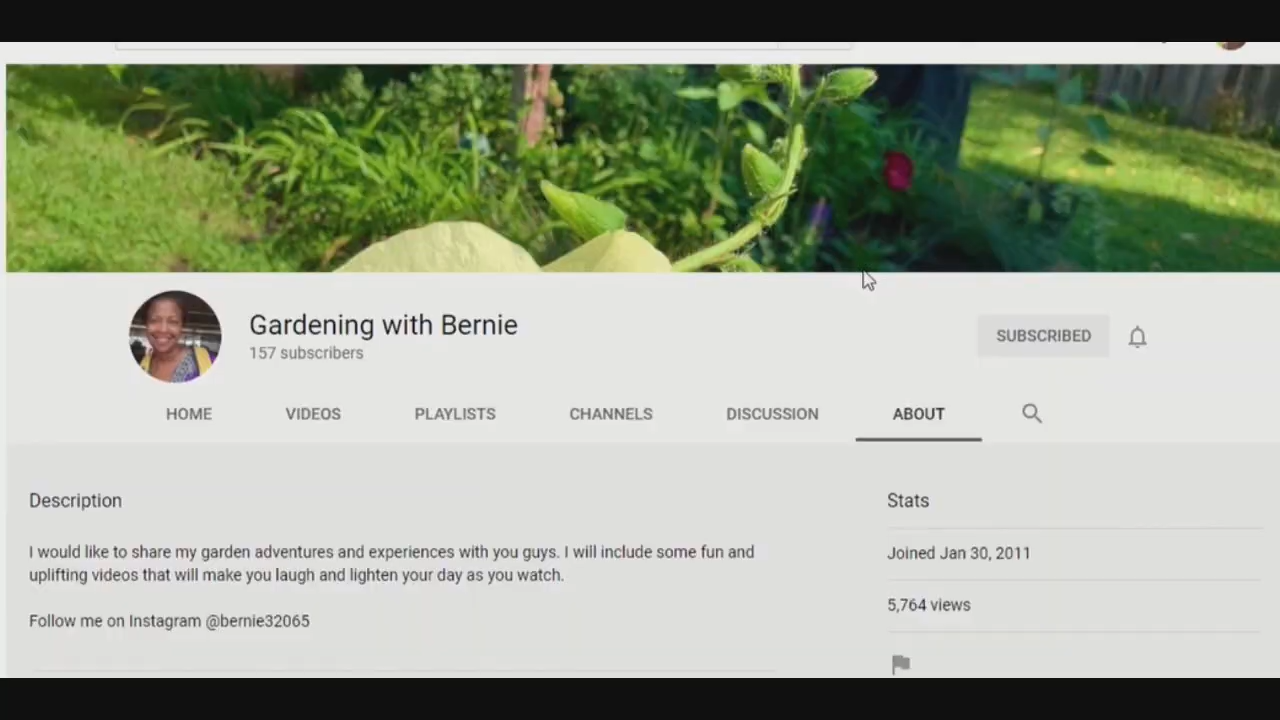 Gardening with Bernie
157 subscribers
SUBSCRIBED
HOME VIDEOS PLAYLISTS CHANNELS DISCUSSION ABOUT
Description
I would like to share my garden adventures and experiences with you guys. I will include some fun and
uplifting videos that will make you laugh and lighten your day as you watch.
Follow me on Instagram @bernie32065
Stats
Joined Jan 30, 2011
5,764 views